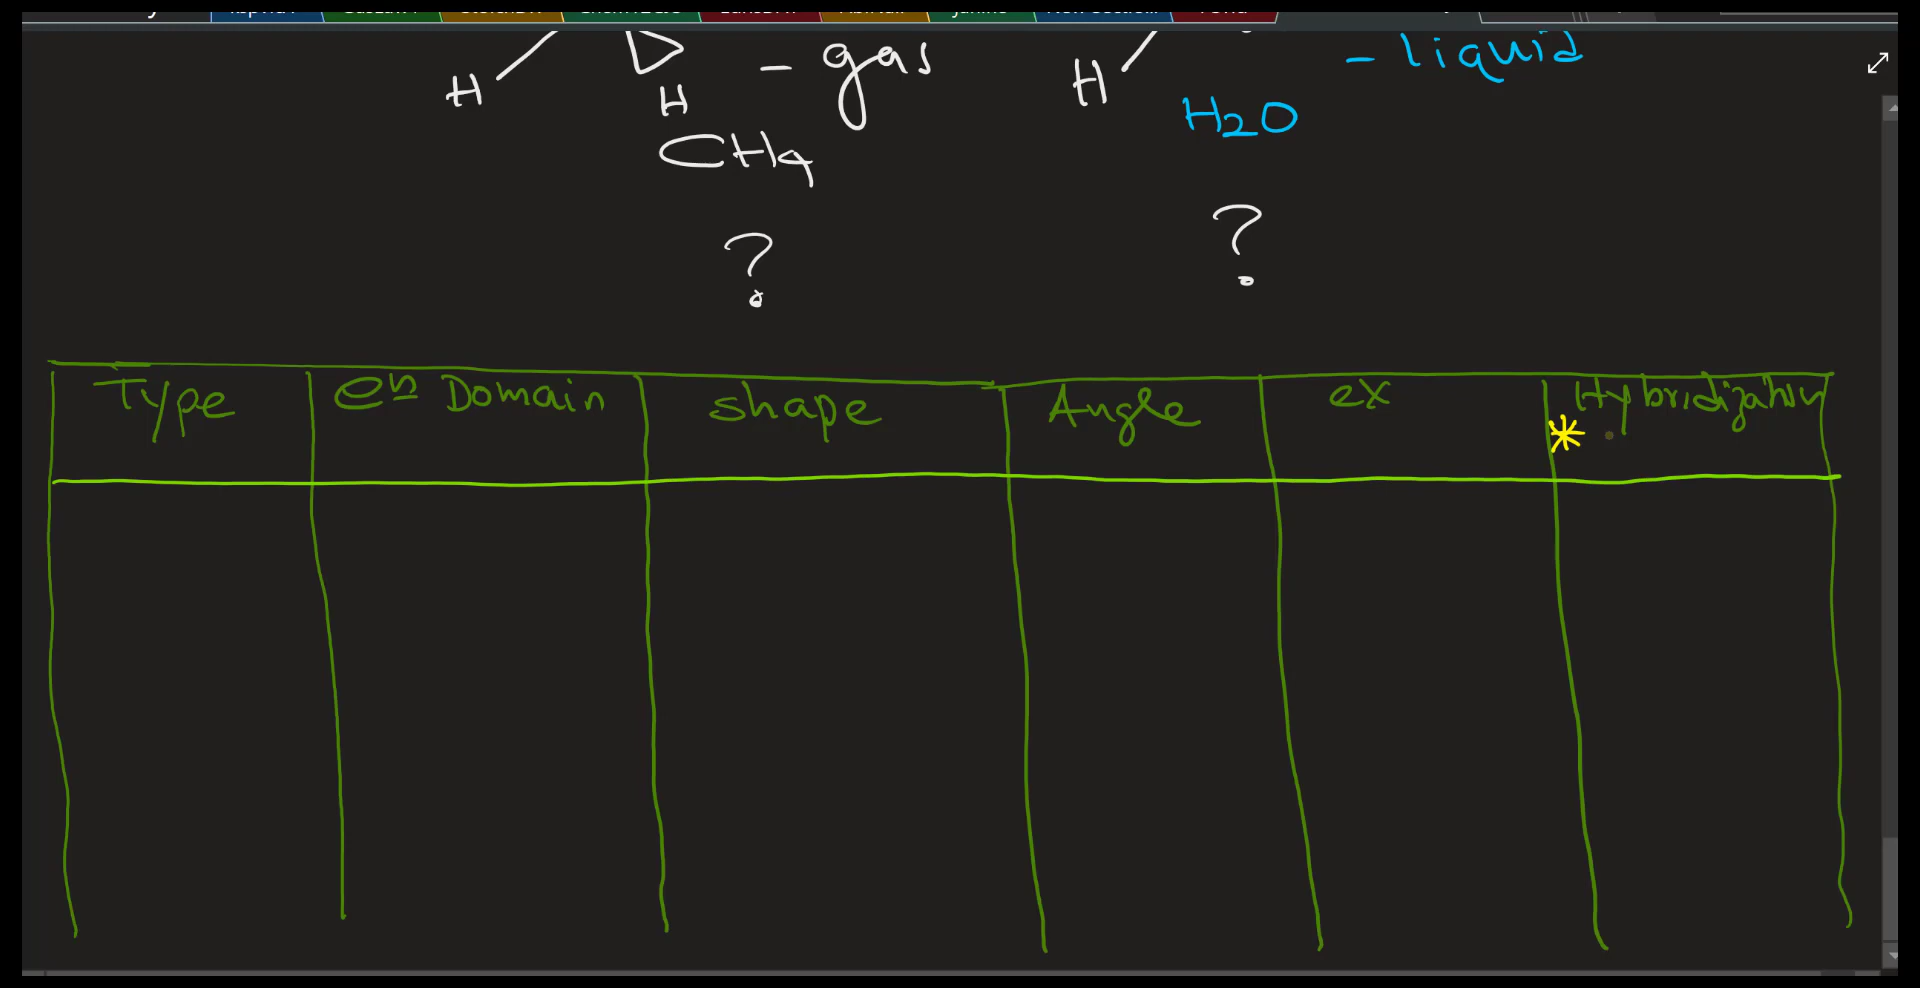 - gas
- liquid
H
H
H
H2O
CH4
?
?
Type en Domain shape Angle ex Hybridization
*